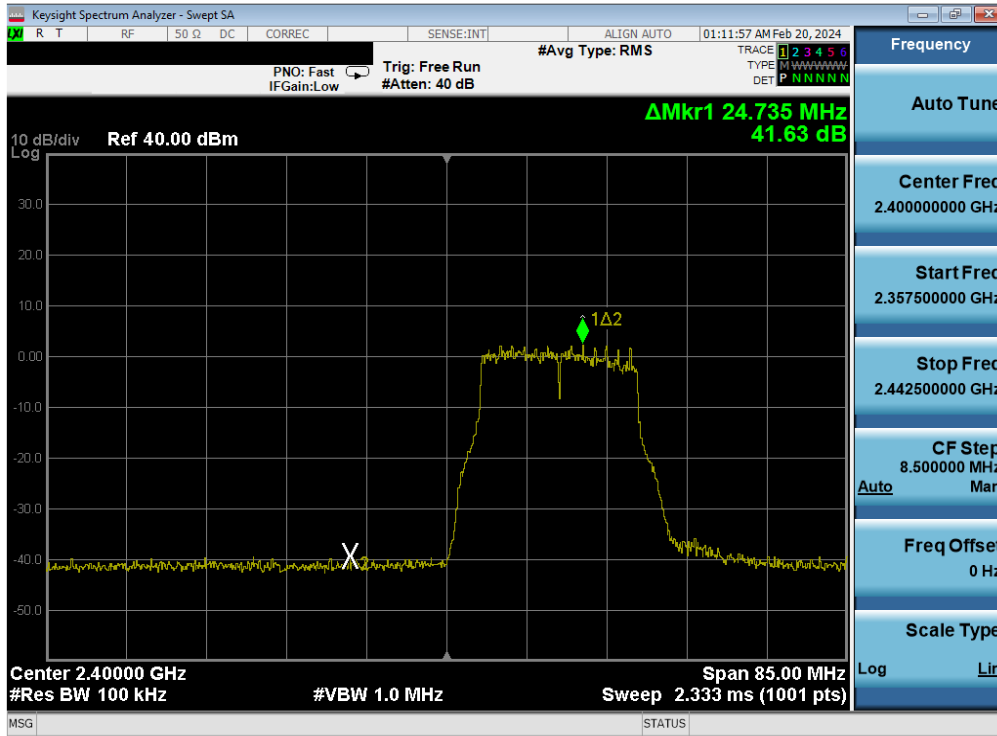 Keysight Spectrum Analyzer - Swept SA
LXI R T RF 50 Ω DC CORREC SENSE:INT ALIGN AUTO 01:11:57 AM Feb 20, 2024
#Avg Type: RMS
TRACE 1 2 3 4 5 6
PNO: Fast Trig: Free Run TYPE M WWWWW
IFGain:Low #Atten: 40 dB DET P N N N N N
Frequency
Auto Tune
ΔMkr1 24.735 MHz
41.63 dB
10 dB/div Ref 40.00 dBm
Log
30.0
20.0
10.0
0.00
-10.0
-20.0
-30.0
-40.0
-50.0
1Δ2
X2
Center 2.40000 GHz Span 85.00 MHz
#Res BW 100 kHz #VBW 1.0 MHz Sweep 2.333 ms (1001 pts)
Center Freq
2.400000000 GHz
Start Freq
2.357500000 GHz
Stop Freq
2.442500000 GHz
CF Step
8.500000 MHz
Auto Man
Freq Offset
0 Hz
Scale Type
Log Lin
MSG STATUS